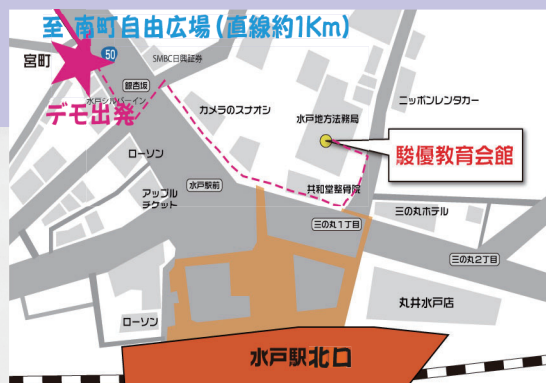 至 南町自由広場(直線約1Km)
宮町
50
SMBC日興証券
銀杏坂
水戸シルバーイン
デモ出発
カメラのスナオシ
水戸地方法務局
ニッポンレンタカー
駿優教育会館
ローソン
アップル
チケット
水戸駅前
共和堂整骨院
三の丸1丁目
三の丸ホテル
三の丸2丁目
丸井水戸店
ローソン
水戸駅北口